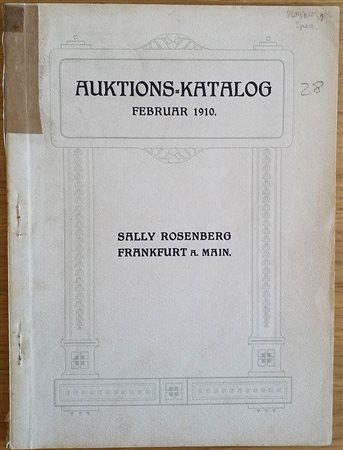 AUKTIONS-KATALOG
FEBRUAR 1910.
28
SALLY ROSENBERG
FRANKFURT A. MAIN.